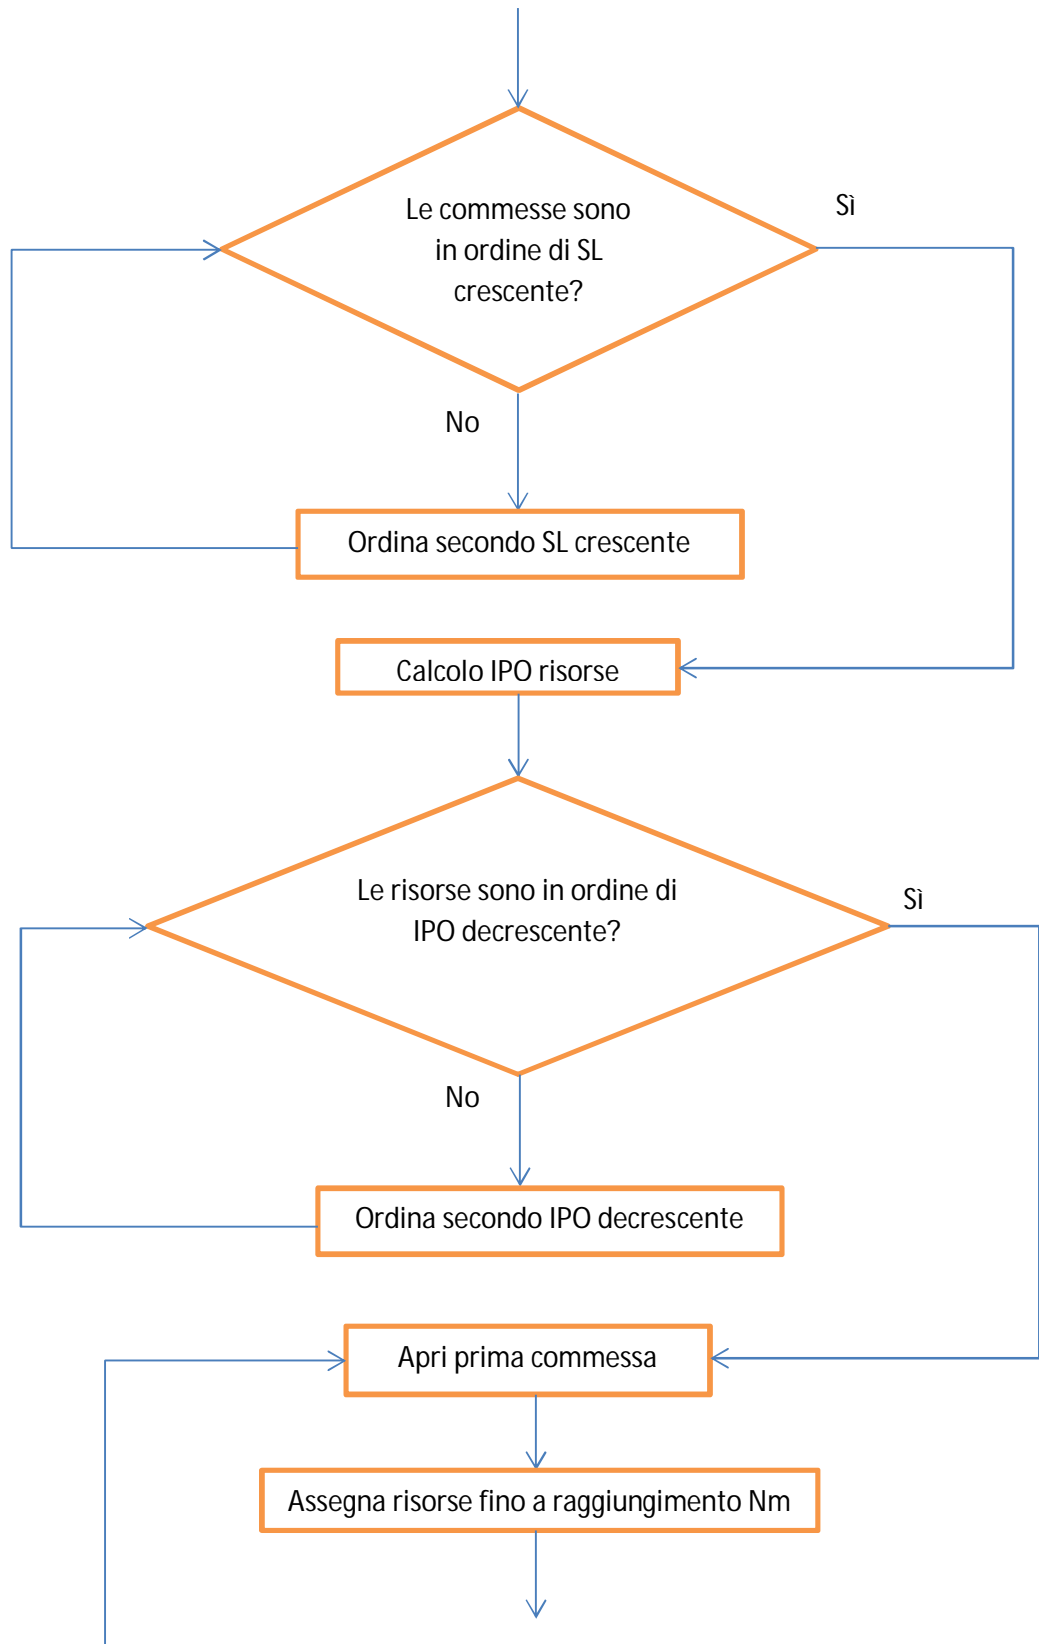 Le commesse sono
in ordine di SL
crescente?
Sì
No
Ordina secondo SL crescente
Calcolo IPO risorse
Le risorse sono in ordine di
IPO decrescente?
Sì
No
Ordina secondo IPO decrescente
Apri prima commessa
Assegna risorse fino a raggiungimento Nm